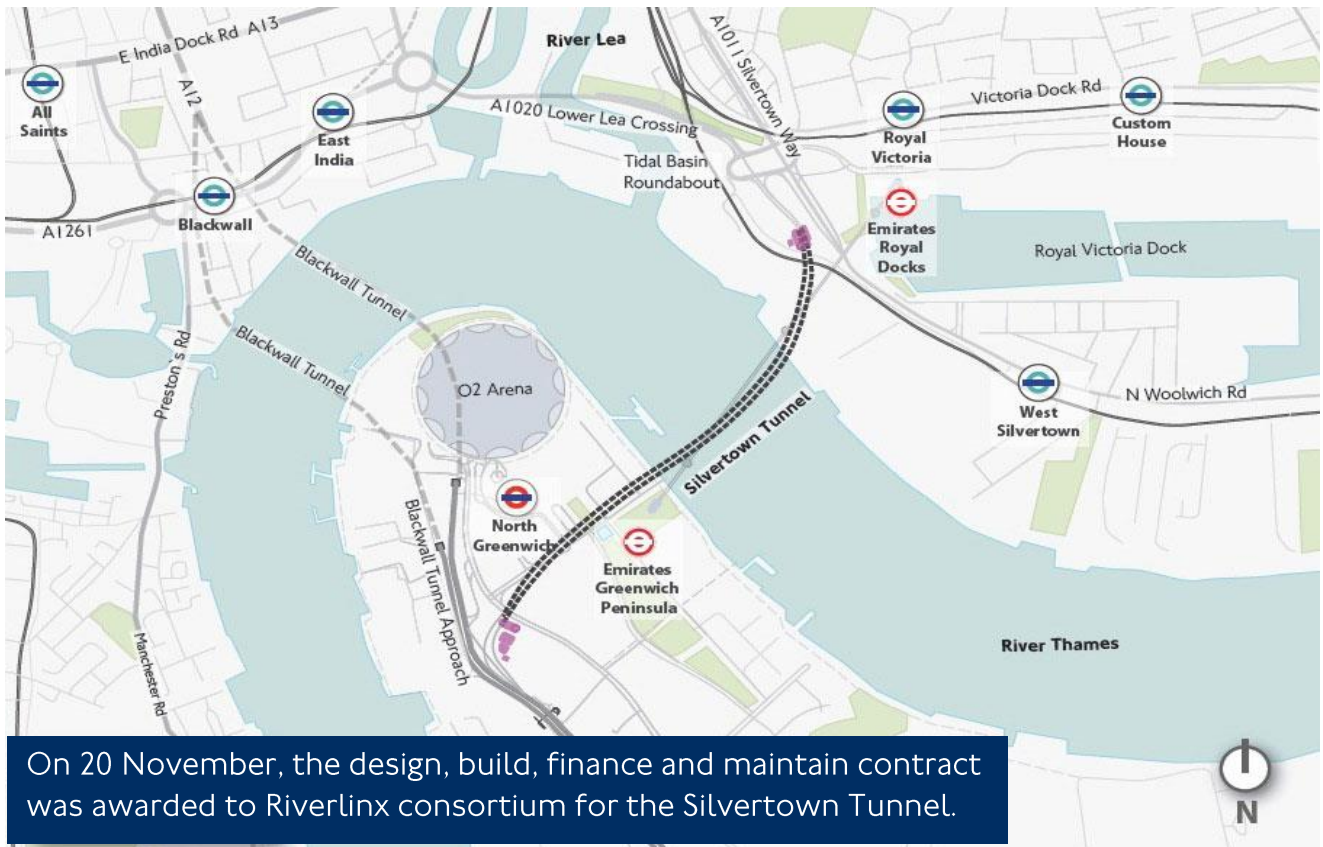 River Lea
E India Dock Rd A13
A12
All
Saints
East
India
A1020 Lower Lea Crossing
A1011 Silvertown Way
Victoria Dock Rd
Royal
Victoria
Custom
House
Tidal Basin
Roundabout
Blackwall
A1261
Emirates
Royal
Docks
Royal Victoria Dock
Blackwall Tunnel
Blackwall Tunnel
Preston's Rd
O2 Arena
West
Silvertown
N Woolwich Rd
Silvertown Tunnel
North
Greenwich
Blackwall Tunnel Approach
Emirates
Greenwich
Peninsula
Manchester Rd
River Thames
On 20 November, the design, build, finance and maintain contract
was awarded to Riverlinx consortium for the Silvertown Tunnel.
N